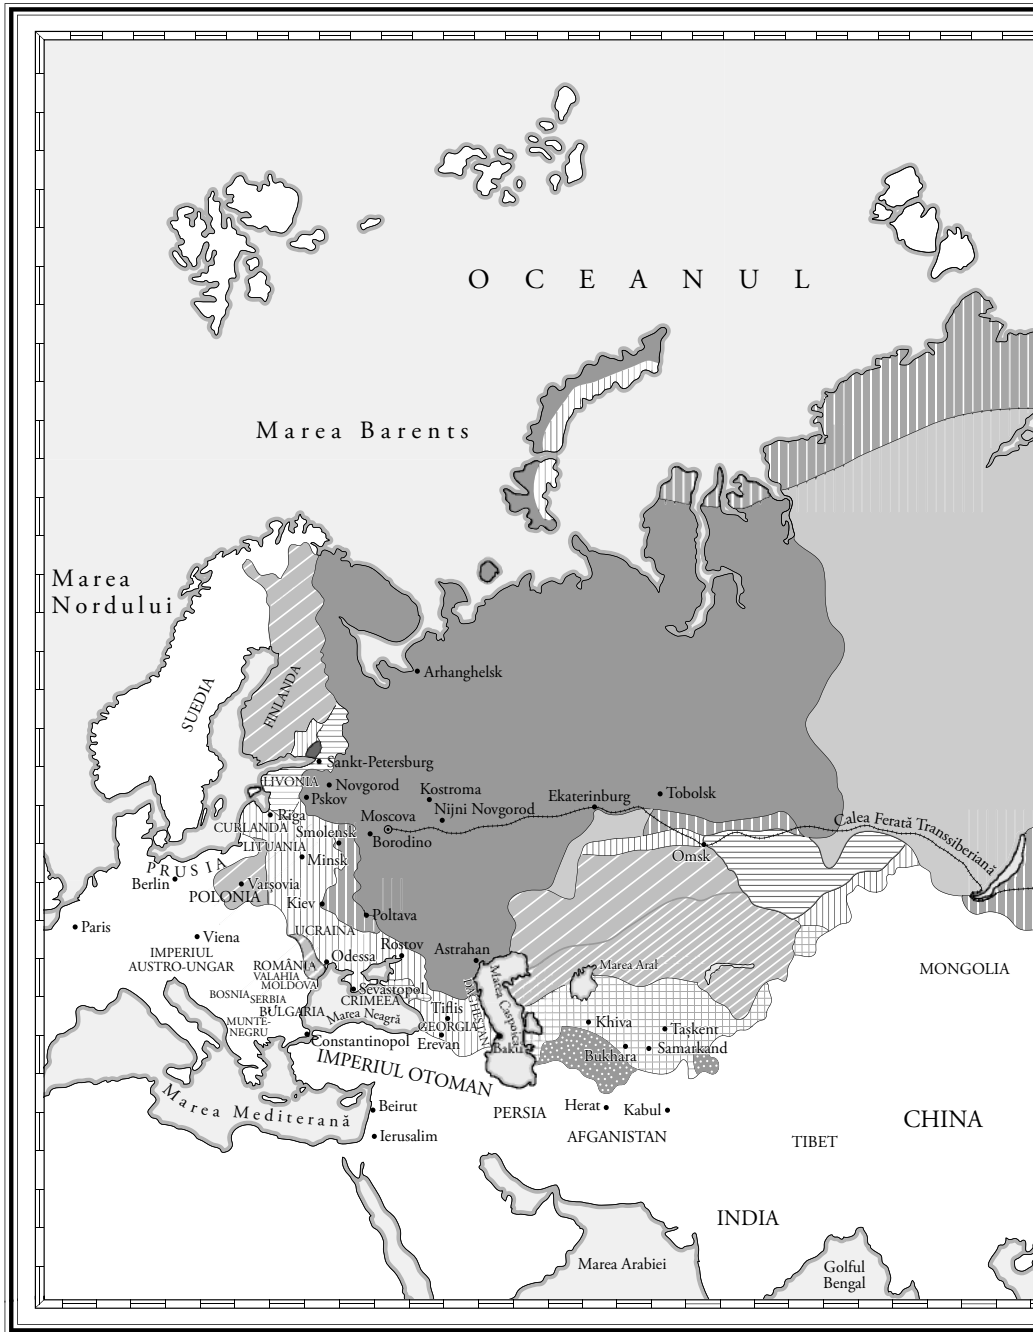 OCEANUL
Marea Barents
Marea
Nordului
SUEDIA
FINLANDA
Arhanghelsk
Sankt-Petersburg
LIVONIA
Novgorod
Pskov
Kostroma
Nijni Novgorod
Ekaterinburg
Tobolsk
Riga
Moscova
CURLANDA
Smolensk
Borodino
LITUANIA
Minsk
Calea Ferată Transsiberiană
Omsk
PRUSIA
Berlin
Varșovia
POLONIA
Kiev
Poltava
Paris
Viena
UCRAINA
Rostov
Astrahan
IMPERIUL
AUSTRO-UNGAR
Odessa
ROMÂNIA
VALAHIA
MOLDOVA
Marea Aral
MONGOLIA
BOSNIA
SERBIA
Sevastopol
CRIMEEA
BULGARIA
Marea Neagră
Tiflis
GEORGIA
DAGHESTAN
Marea Caspică
MUNTE-
NEGRU
Khiva
Tașkent
Constantinopol
Erevan
Baku
Bukhara
Samarkand
IMPERIUL OTOMAN
Marea Mediterană
Beirut
PERSIA
Herat
Kabul
CHINA
Ierusalim
AFGANISTAN
TIBET
INDIA
Marea Arabiei
Golful
Bengal